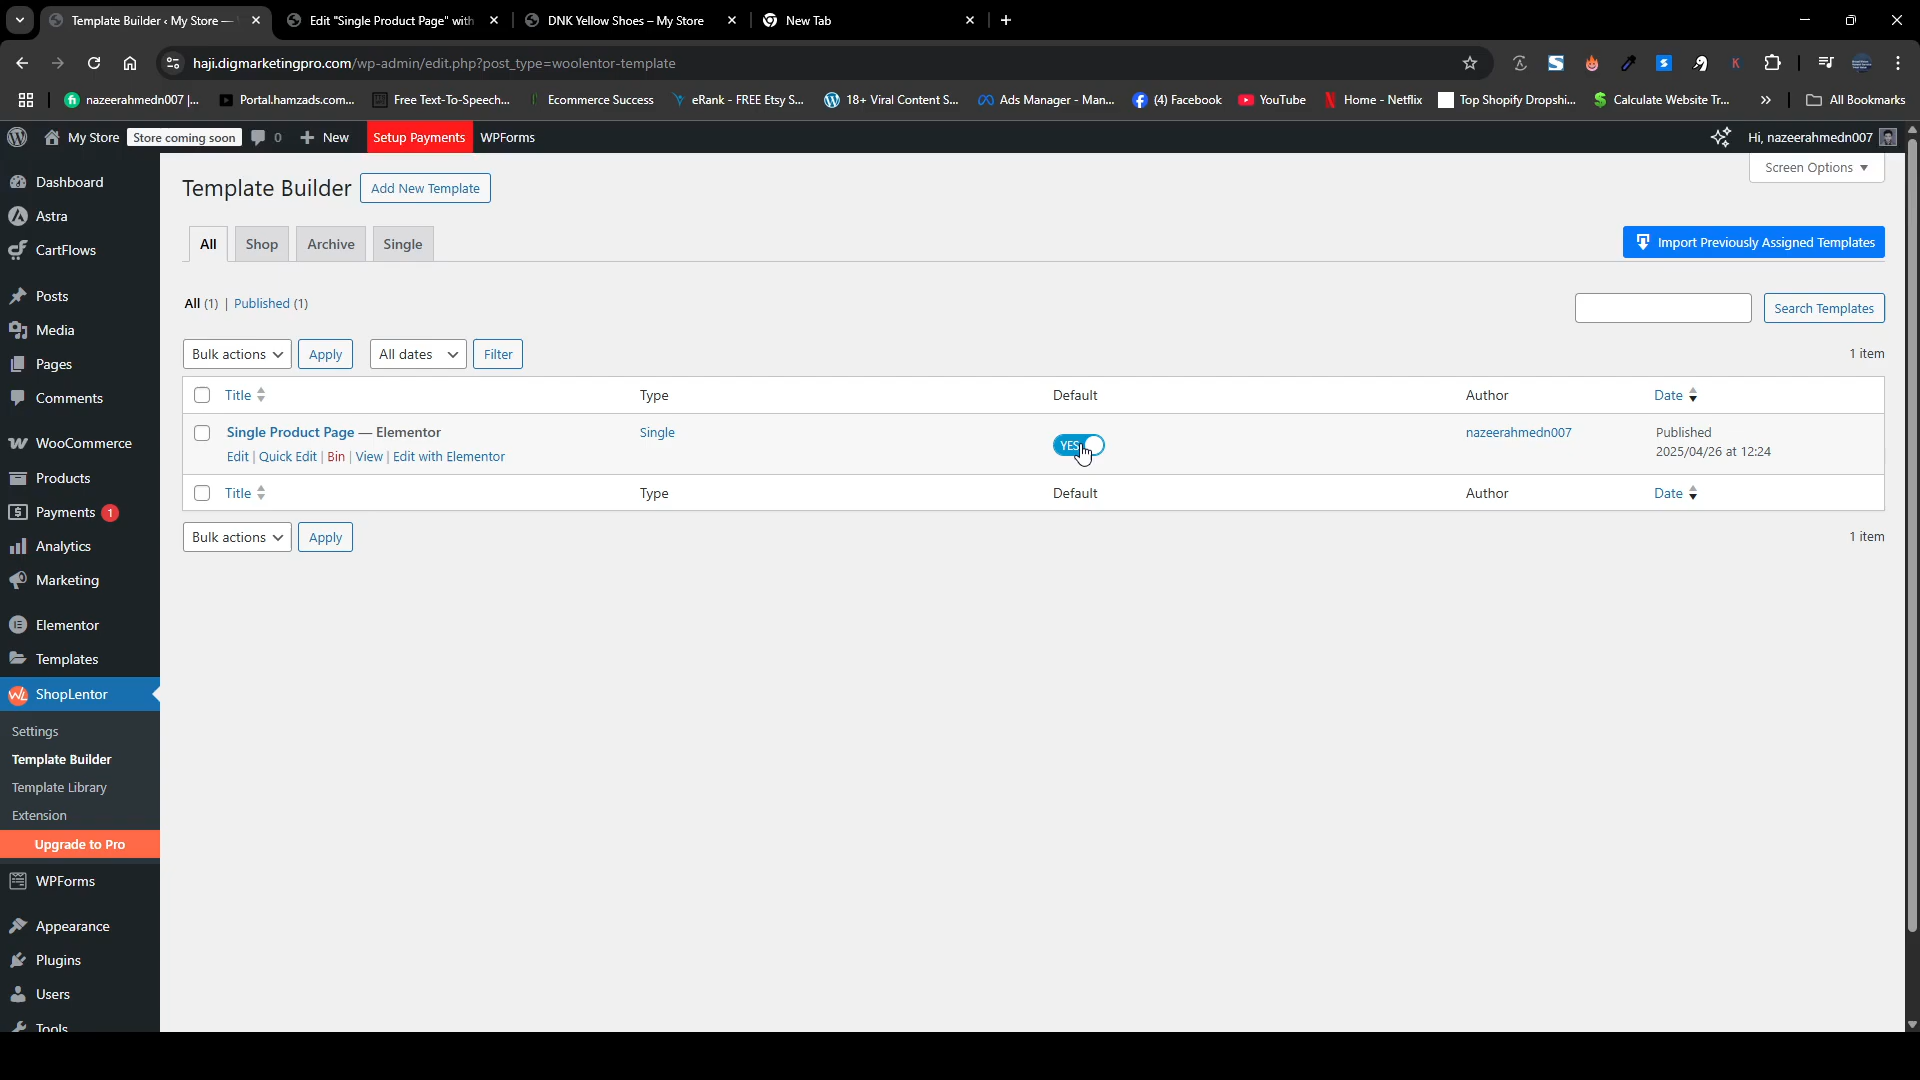 Template Builder ‹ My Store —
Edit "Single Product Page" with
DNK Yellow Shoes – My Store
New Tab
haji.digmarketingpro.com/wp-admin/edit.php?post_type=woolentor-template
nazeerahmedn007 |...
Portal.hamzads.com...
Free Text-To-Speech...
Ecommerce Success
eRank - FREE Etsy S...
18+ Viral Content S...
Ads Manager - Man...
(4) Facebook
YouTube
Home - Netflix
Top Shopify Dropshi...
Calculate Website Tr...
»
All Bookmarks
My Store
Store coming soon
0
New
Setup Payments
WPForms
Hi, nazeerahmedn007
Screen Options
Dashboard
Astra
CartFlows
Posts
Media
Pages
Comments
WooCommerce
Products
Payments 1
Analytics
Marketing
Elementor
Templates
ShopLentor
Settings
Template Builder
Template Library
Extension
Upgrade to Pro
WPForms
Appearance
Plugins
Users
Tools
Template Builder
Add New Template
All
Shop
Archive
Single
Import Previously Assigned Templates
All (1) | Published (1)
Search Templates
Bulk actions
Apply
All dates
Filter
1 item
Title
Type
Default
Author
Date
Single Product Page — Elementor
Edit | Quick Edit | Bin | View | Edit with Elementor
Single
YES
nazeerahmedn007
Published
2025/04/26 at 12:24
Title
Type
Default
Author
Date
Bulk actions
Apply
1 item